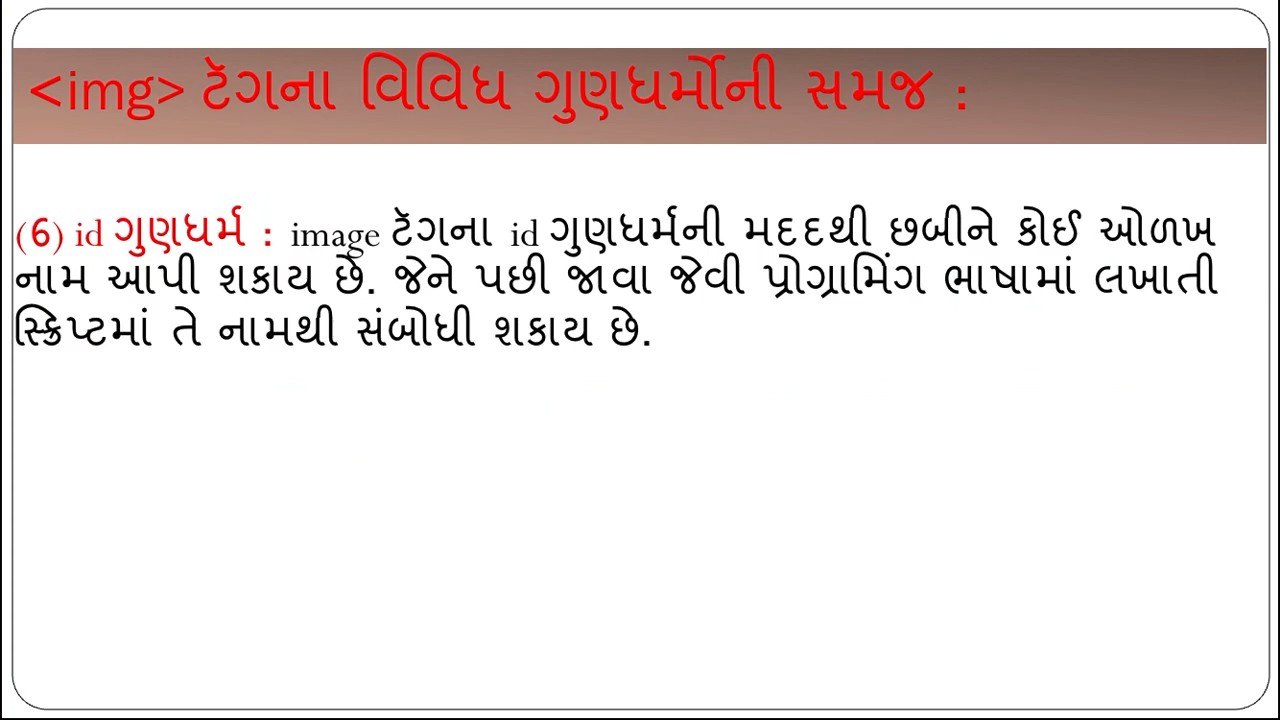 <img> ટૅગના વિવિધ ગુણધર્મોની સમજ :
(6) id ગુણધર્મ : image ટૅગના id ગુણધર્મની મદદથી છબીને કોઈ ઓળખ
નામ આપી શકાય છે. જેને પછી જાવા જેવી પ્રોગ્રામિંગ ભાષામાં લખાતી
સ્ક્રિપ્ટમાં તે નામથી સંબોધી શકાય છે.